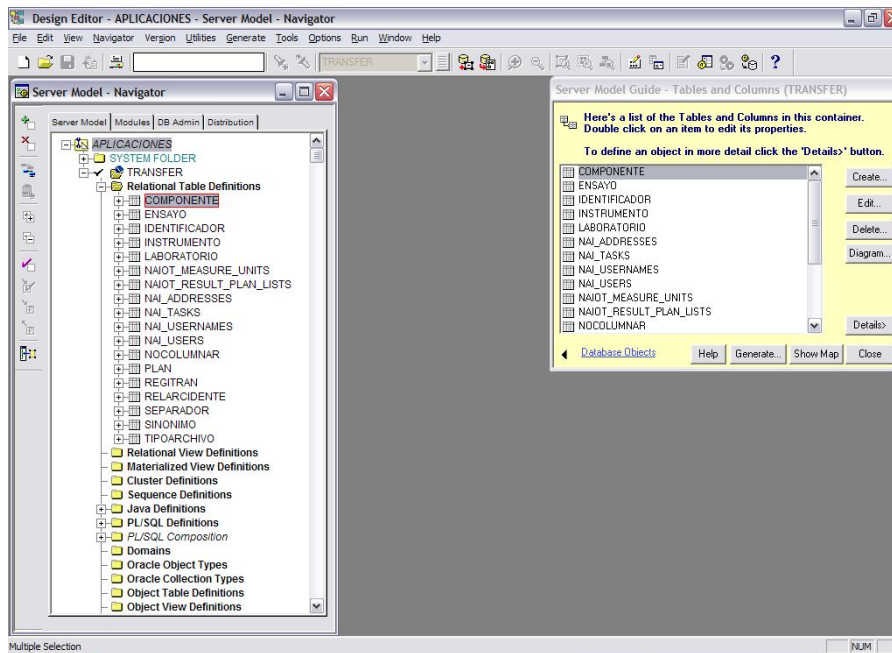 Design Editor - APLICACIONES - Server Model - Navigator
File Edit View Navigator Version Utilities Generate Tools Options Run Window Help
TRANSFER
Server Model - Navigator
Server Model Modules DB Admin Distribution
APLICACIONES
SYSTEM FOLDER
TRANSFER
Relational Table Definitions
COMPONENTE
ENSAYO
IDENTIFICADOR
INSTRUMENTO
LABORATORIO
NAIOT_MEASURE_UNITS
NAIOT_RESULT_PLAN_LISTS
NAI_ADDRESSES
NAI_TASKS
NAI_USERNAMES
NAI_USERS
NOCOLUMNAR
PLAN
REGITRAN
RELARCIDENTE
SEPARADOR
SINONIMO
TIPOARCHIVO
Relational View Definitions
Materialized View Definitions
Cluster Definitions
Sequence Definitions
Java Definitions
PL/SQL Definitions
PL/SQL Composition
Domains
Oracle Object Types
Oracle Collection Types
Object Table Definitions
Object View Definitions
Server Model Guide - Tables and Columns (TRANSFER)
Here's a list of the Tables and Columns in this container.
Double click on an item to edit its properties.
To define an object in more detail click the 'Details>' button.
COMPONENTE
ENSAYO
IDENTIFICADOR
INSTRUMENTO
LABORATORIO
NAI_ADDRESSES
NAI_TASKS
NAI_USERNAMES
NAI_USERS
NAIOT_MEASURE_UNITS
NAIOT_RESULT_PLAN_LISTS
NOCOLUMNAR
Create...
Edit...
Delete...
Diagram...
Details>
Database Objects Help Generate... Show Map Close
Multiple Selection NUM